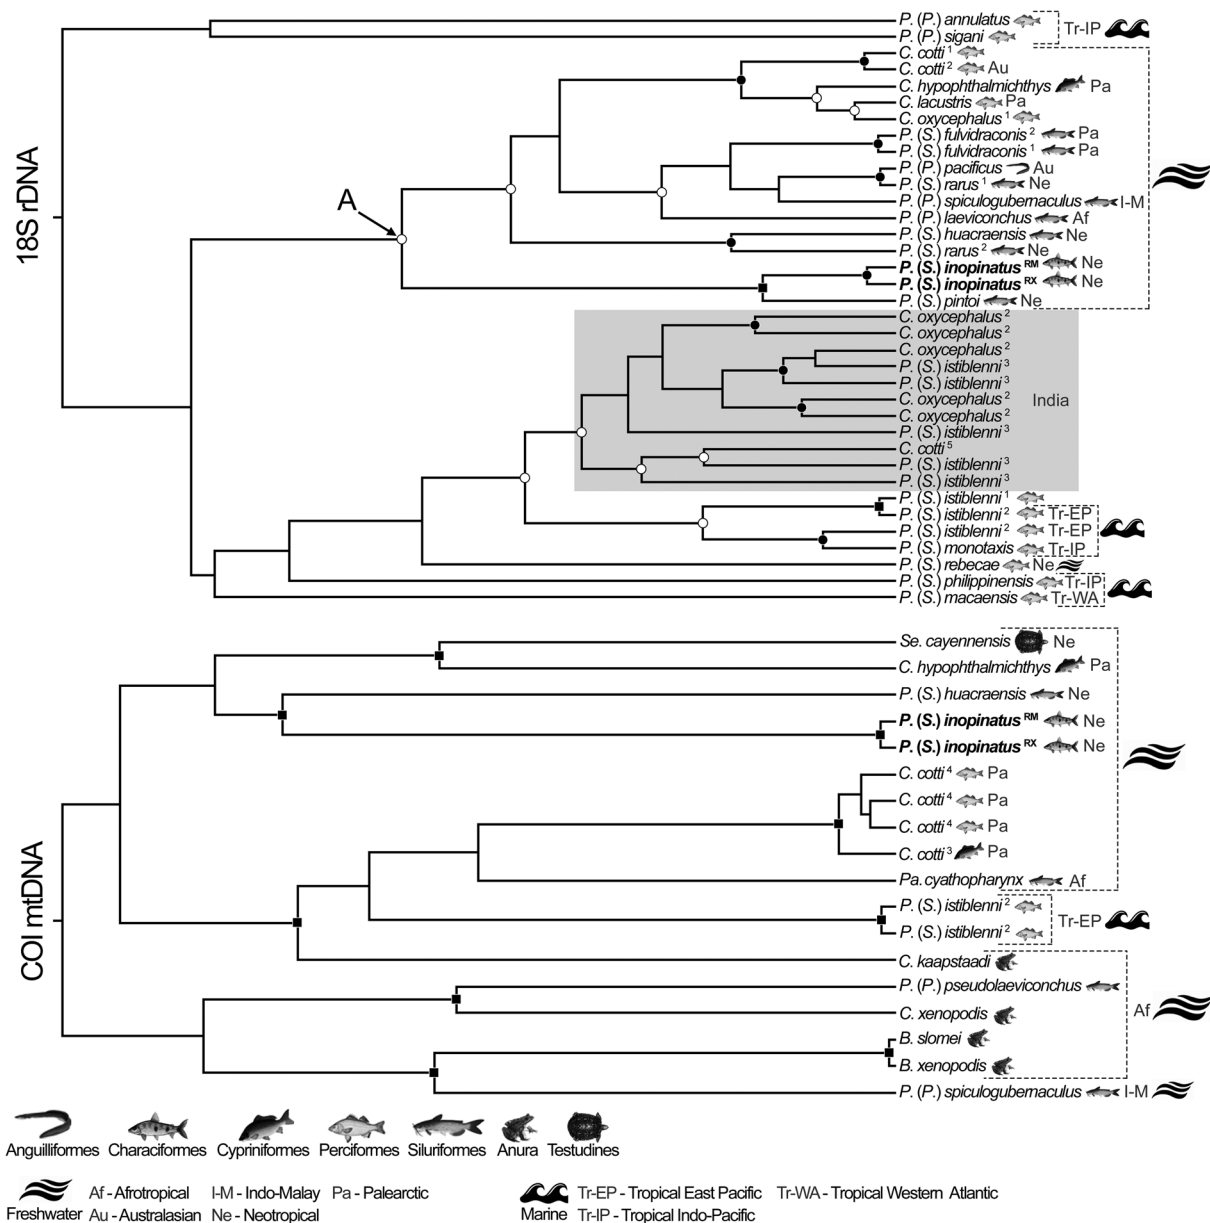 18S rDNA
P. (P.) annulatus
P. (P.) sigani
Tr-IP
C. cotti 1
C. cotti 2 Au
C. hypophthalmichthys Pa
C. lacustris Pa
C. oxycephalus 1
P. (S.) fulvidraconis 2 Pa
P. (S.) fulvidraconis 1 Pa
P. (P.) pacificus Au
P. (S.) rarus 1 Ne
P. (P.) spiculogubernaculus I-M
P. (P.) laeviconchus Af
P. (S.) huacraensis Ne
P. (S.) rarus 2 Ne
P. (S.) inopinatus RM Ne
P. (S.) inopinatus RX Ne
P. (S.) pintoi Ne
A
C. oxycephalus 2
C. oxycephalus 2
C. oxycephalus 2
P. (S.) istiblenni 3
P. (S.) istiblenni 3
C. oxycephalus 2
India
C. oxycephalus 2
P. (S.) istiblenni 3
C. cotti 5
P. (S.) istiblenni 3
P. (S.) istiblenni 3
P. (S.) istiblenni 1
P. (S.) istiblenni 2 Tr-EP
P. (S.) istiblenni 2 Tr-EP
P. (S.) monotaxis Tr-IP
P. (S.) rebecae Ne
P. (S.) philippinensis Tr-IP
P. (S.) macaensis Tr-WA
COI mtDNA
Se. cayennensis Ne
C. hypophthalmichthys Pa
P. (S.) huacraensis Ne
P. (S.) inopinatus RM Ne
P. (S.) inopinatus RX Ne
C. cotti 4 Pa
C. cotti 4 Pa
C. cotti 4 Pa
C. cotti 3 Pa
Pa. cyathopharynx Af
P. (S.) istiblenni 2
P. (S.) istiblenni 2
Tr-EP
C. kaapstaadi
P. (P.) pseudolaeviconchus
C. xenopodis
Af
B. slomei
B. xenopodis
P. (P.) spiculogubernaculus I-M
Anguilliformes Characiformes Cypriniformes Perciformes Siluriformes Anura Testudines
Af - Afrotropical I-M - Indo-Malay Pa - Palearctic Tr-EP - Tropical East Pacific Tr-WA - Tropical Western Atlantic
Freshwater Au - Australasian Ne - Neotropical Marine Tr-IP - Tropical Indo-Pacific